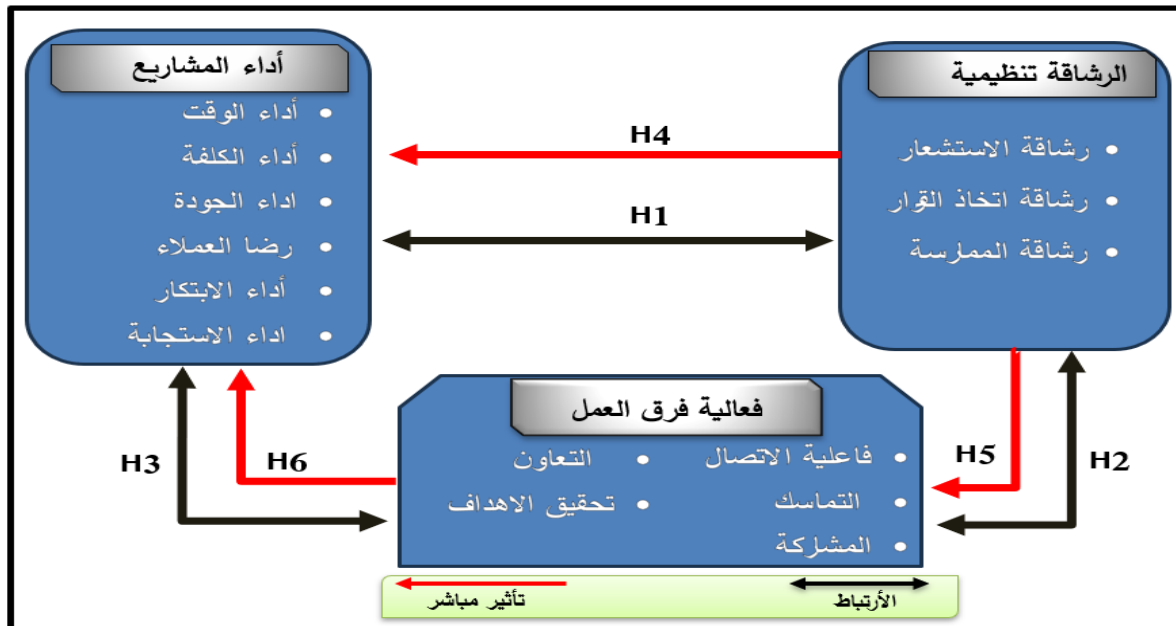 الرشاقة تنظيمية
رشاقة الاستشعار
رشاقة اتخاذ القرار
رشاقة الممارسة
أداء المشاريع
أداء الوقت
أداء الكلفة
اداء الجودة
رضا العملاء
أداء الابتكار
اداء الاستجابة
H4
H1
فعالية فرق العمل
فاعلية الاتصال
التماسك
المشاركة
التعاون
تحقيق الاهداف
H5
H2
H6
H3
الأرتباط
تأثير مباشر